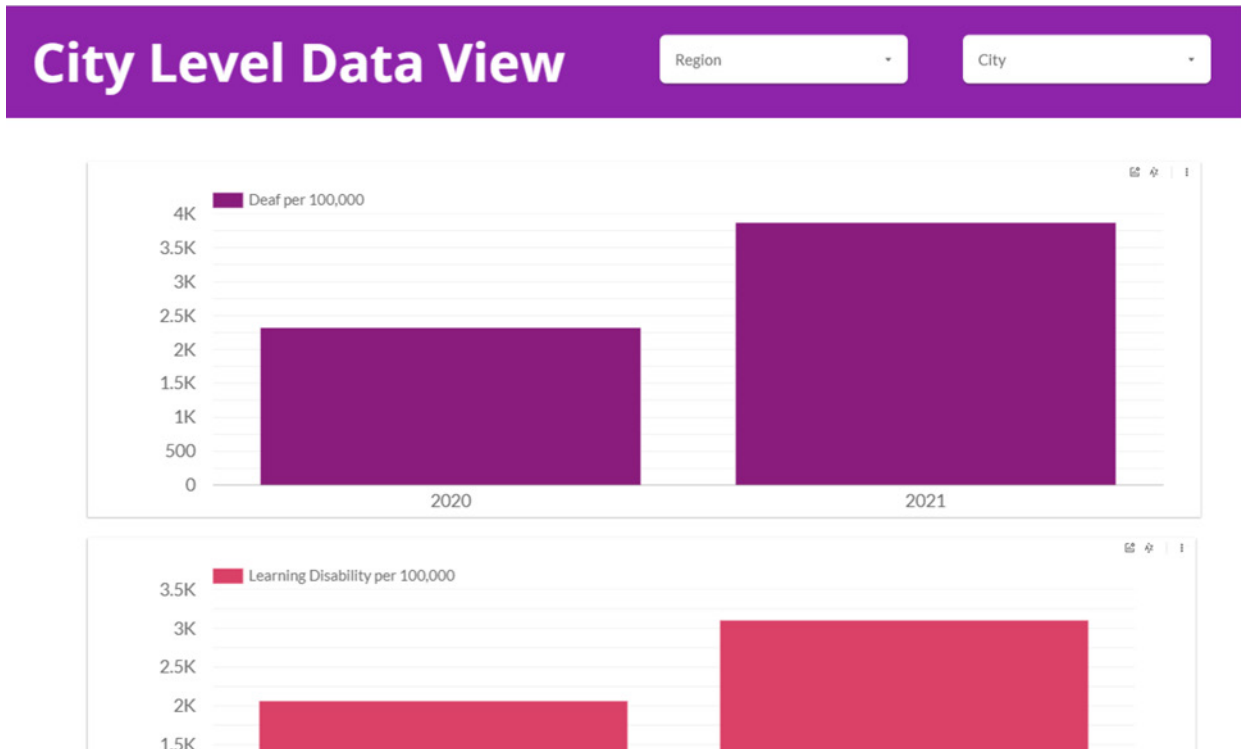 City Level Data View
Region
City
Deaf per 100,000
4K
3.5K
3K
2.5K
2K
1.5K
1K
500
0
2020 2021
Learning Disability per 100,000
3.5K
3K
2.5K
2K
1.5K